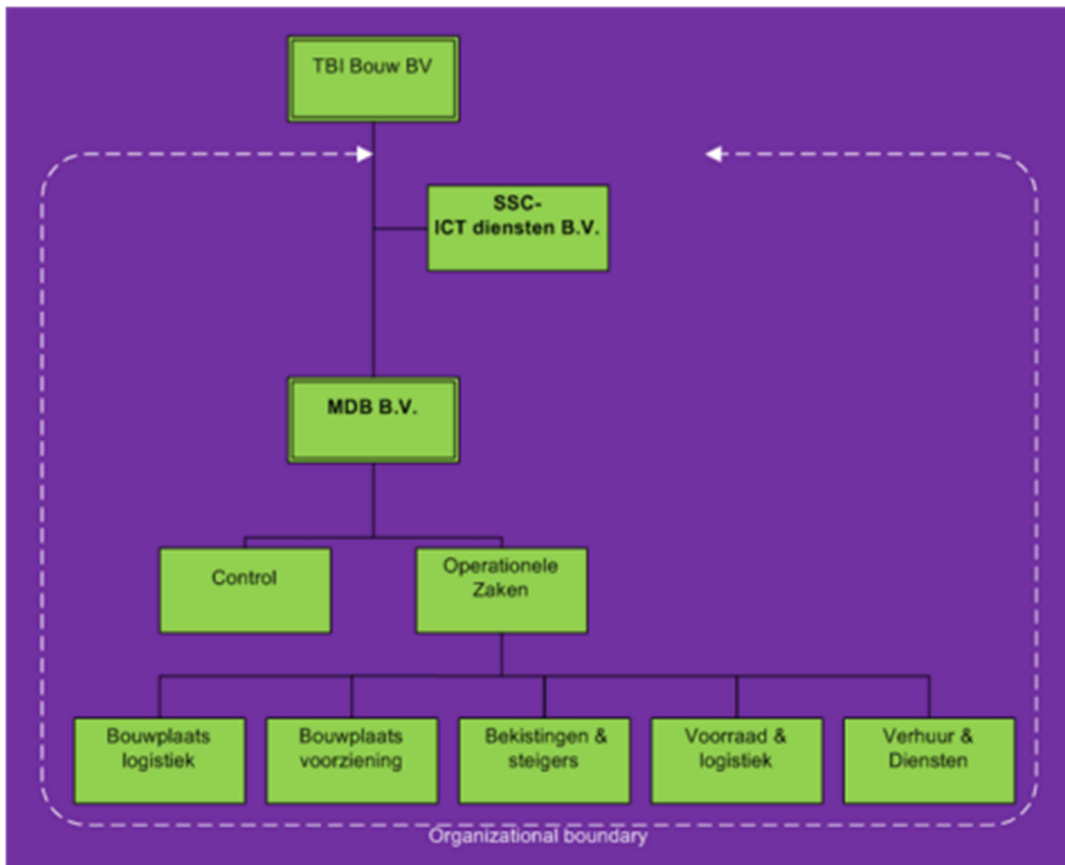 TBI Bouw BV
SSC-
ICT diensten B.V.
MDB B.V.
Control
Operationele
Zaken
Bouwplaats
logistiek
Bouwplaats
voorziening
Bekistingen &
steigers
Voorraad &
logistiek
Verhuur &
Diensten
Organizational boundary